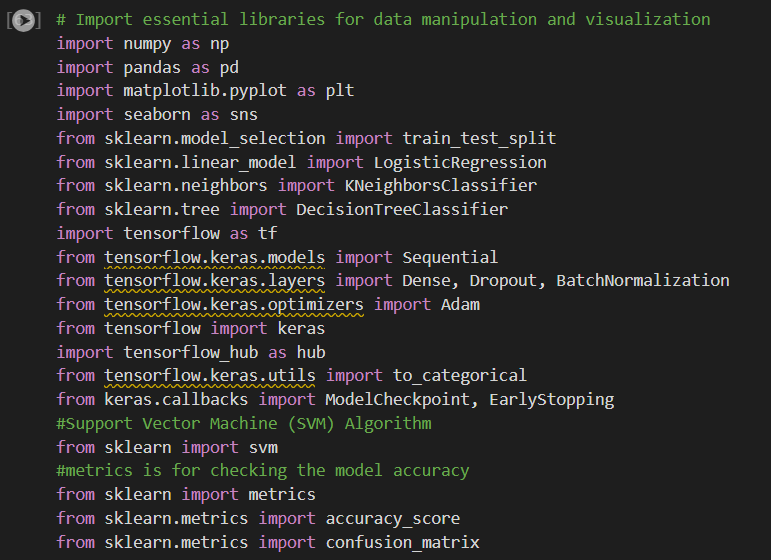 # Import essential libraries for data manipulation and visualization
import numpy as np
import pandas as pd
import matplotlib.pyplot as plt
import seaborn as sns
from sklearn.model_selection import train_test_split
from sklearn.linear_model import LogisticRegression
from sklearn.neighbors import KNeighborsClassifier
from sklearn.tree import DecisionTreeClassifier
import tensorflow as tf
from tensorflow.keras.models import Sequential
from tensorflow.keras.layers import Dense, Dropout, BatchNormalization
from tensorflow.keras.optimizers import Adam
from tensorflow import keras
import tensorflow_hub as hub
from tensorflow.keras.utils import to_categorical
from keras.callbacks import ModelCheckpoint, EarlyStopping
#Support Vector Machine (SVM) Algorithm
from sklearn import svm
#metrics is for checking the model accuracy
from sklearn import metrics
from sklearn.metrics import accuracy_score
from sklearn.metrics import confusion_matrix